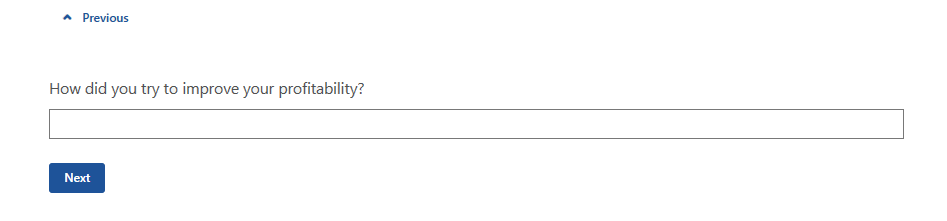 Previous
How did you try to improve your profitability?
Next